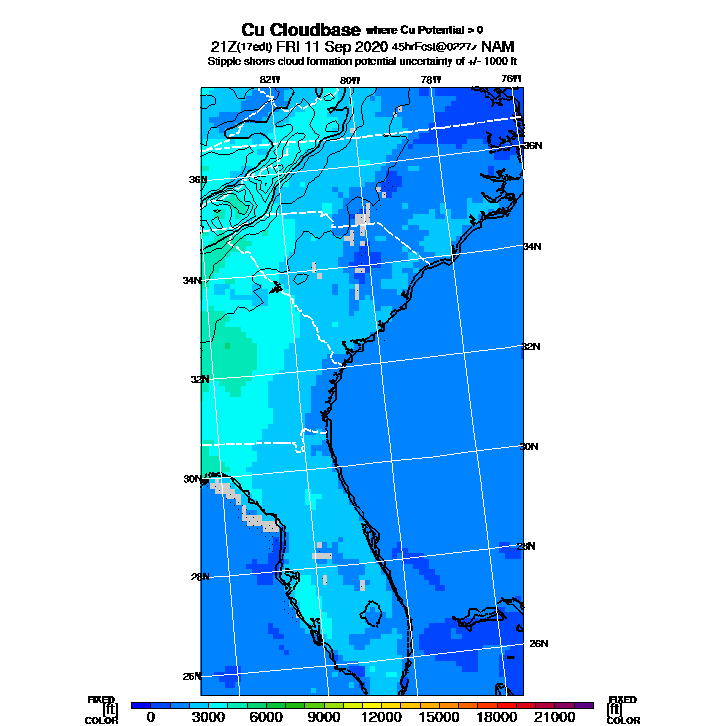 Cu Cloudbase where Cu Potential > 0
21Z(17edt) FRI 11 Sep 2020 45hrFcst@0227z NAM
Stipple shows cloud formation potential uncertainty of +/- 1000 ft
82W 80W 78W 76W
36N
36N
34N
34N
32N
32N
30N
30N
28N
28N
26N
26N
FIXED FIXED
[ft] [ft]
COLOR 0 3000 6000 9000 12000 15000 18000 21000 COLOR